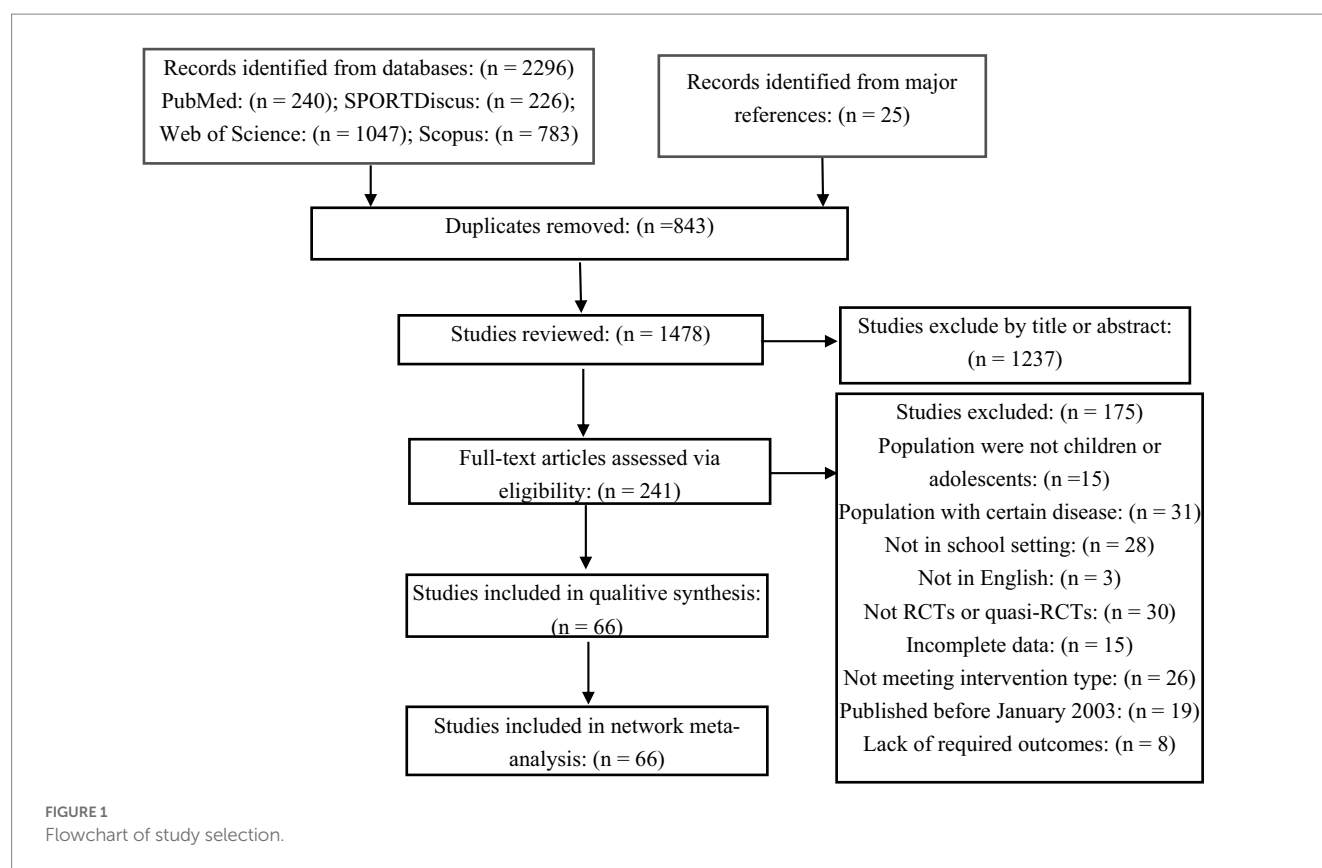 Records identified from databases: (n = 2296)
PubMed: (n = 240); SPORTDiscus: (n = 226);
Web of Science: (n = 1047); Scopus: (n = 783)
Records identified from major
references: (n = 25)
Duplicates removed: (n =843)
Studies reviewed: (n = 1478)
Studies exclude by title or abstract:
(n = 1237)
Full-text articles assessed via
eligibility: (n = 241)
Studies excluded: (n = 175)
Population were not children or
adolescents: (n =15)
Population with certain disease: (n = 31)
Not in school setting: (n = 28)
Not in English: (n = 3)
Not RCTs or quasi-RCTs: (n = 30)
Incomplete data: (n = 15)
Not meeting intervention type: (n = 26)
Published before January 2003: (n = 19)
Lack of required outcomes: (n = 8)
Studies included in qualitive synthesis:
(n = 66)
Studies included in network meta-
analysis: (n = 66)
FIGURE 1
Flowchart of study selection.